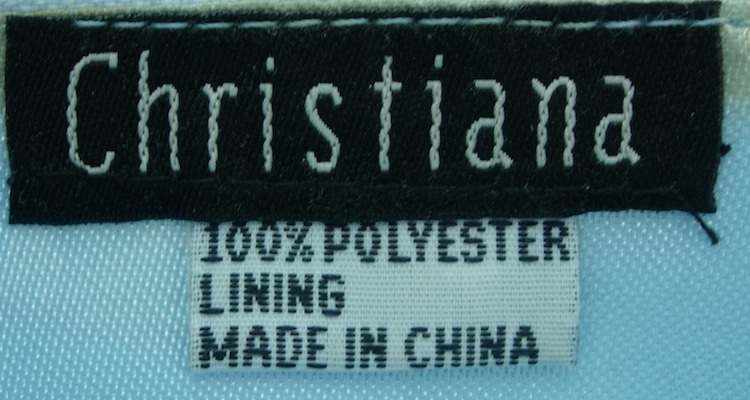 Christiana
100% POLYESTER
LINING
MADE IN CHINA